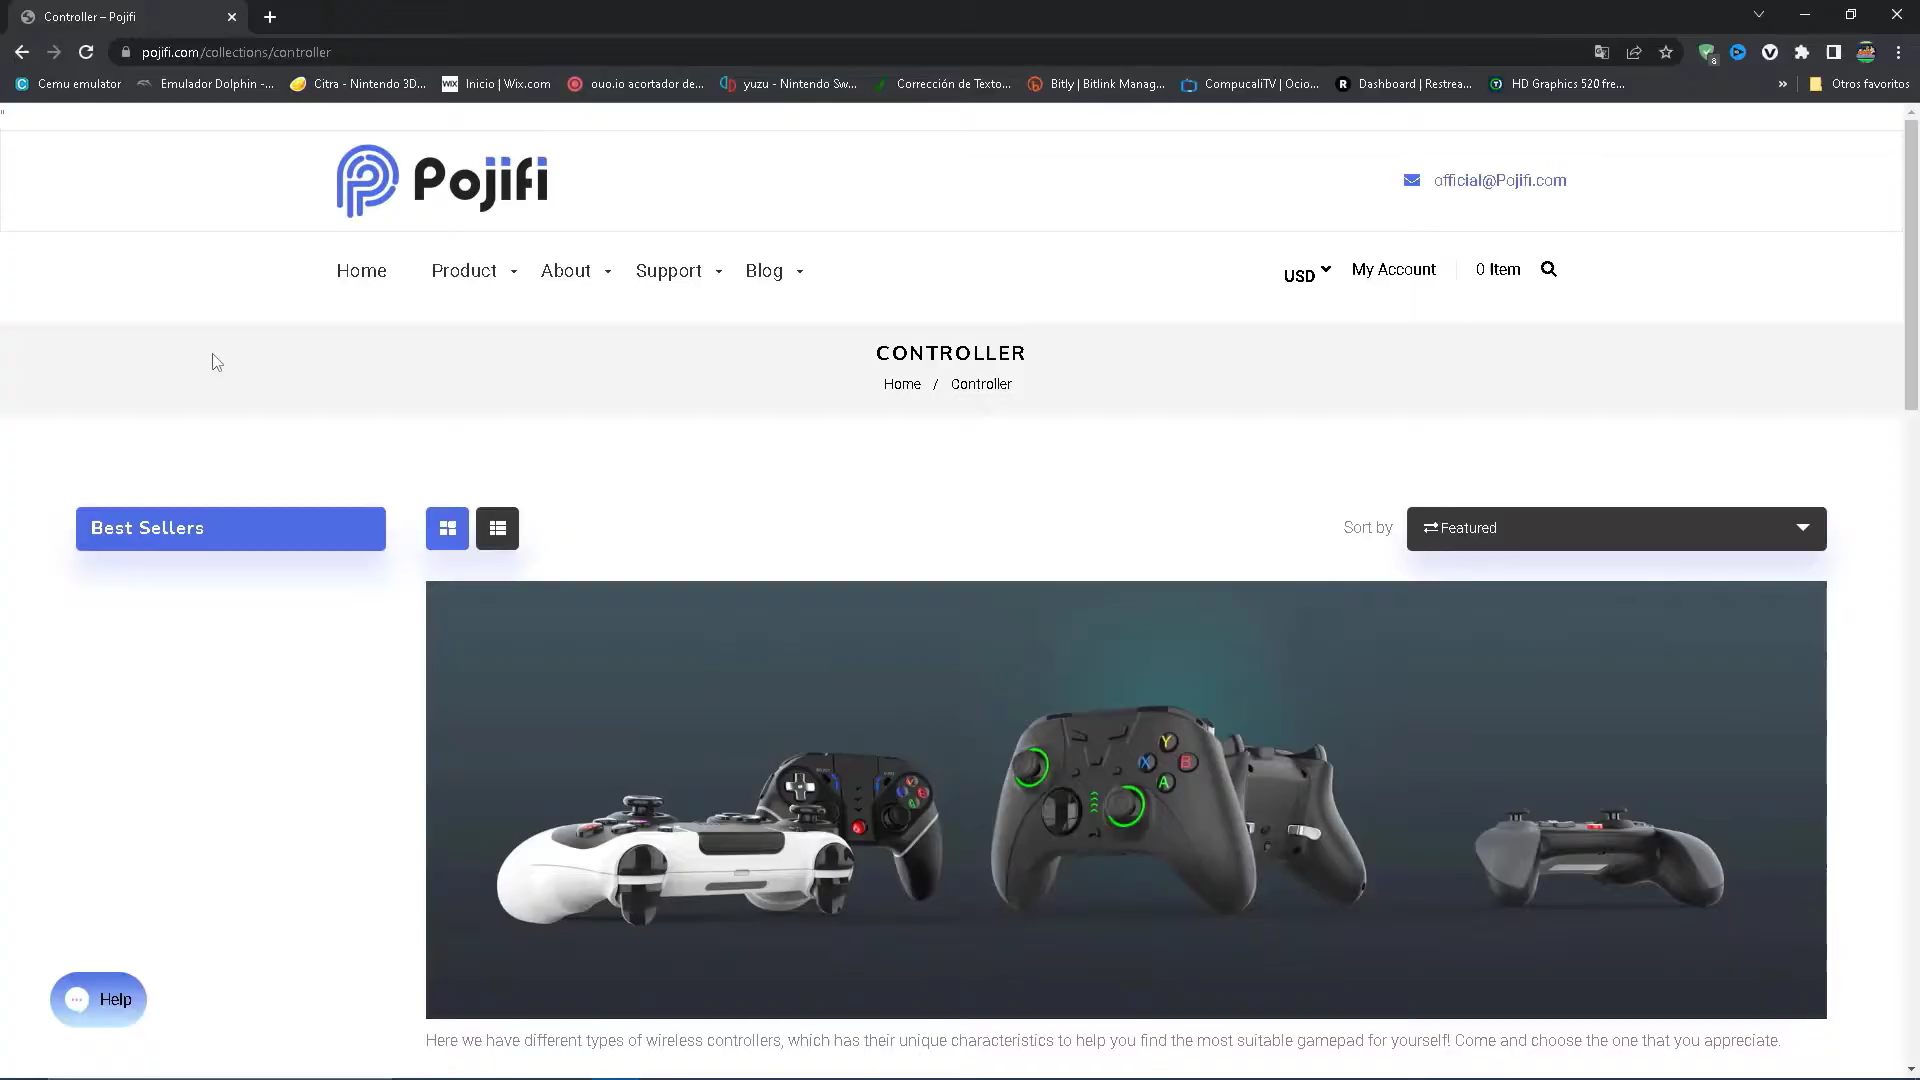 Controller – Pojifi
pojifi.com/collections/controller
8
Cemu emulator
Emulador Dolphin -...
Citra - Nintendo 3D...
WIX
Inicio | Wix.com
ouo.io acortador de...
yuzu - Nintendo Sw...
Corrección de Texto...
Bitly | Bitlink Manag...
CompucaliTV | Ocio...
R
Dashboard | Restrea...
HD Graphics 520 fre...
»
Otros favoritos
"
Pojifi
official@Pojifi.com
Home
Product
About
Support
Blog
USD
My Account
0 Item
CONTROLLER
Home / Controller
Best Sellers
Sort by
Featured
Y
X
B
A
Help
Here we have different types of wireless controllers, which has their unique characteristics to help you find the most suitable gamepad for yourself! Come and choose the one that you appreciate.